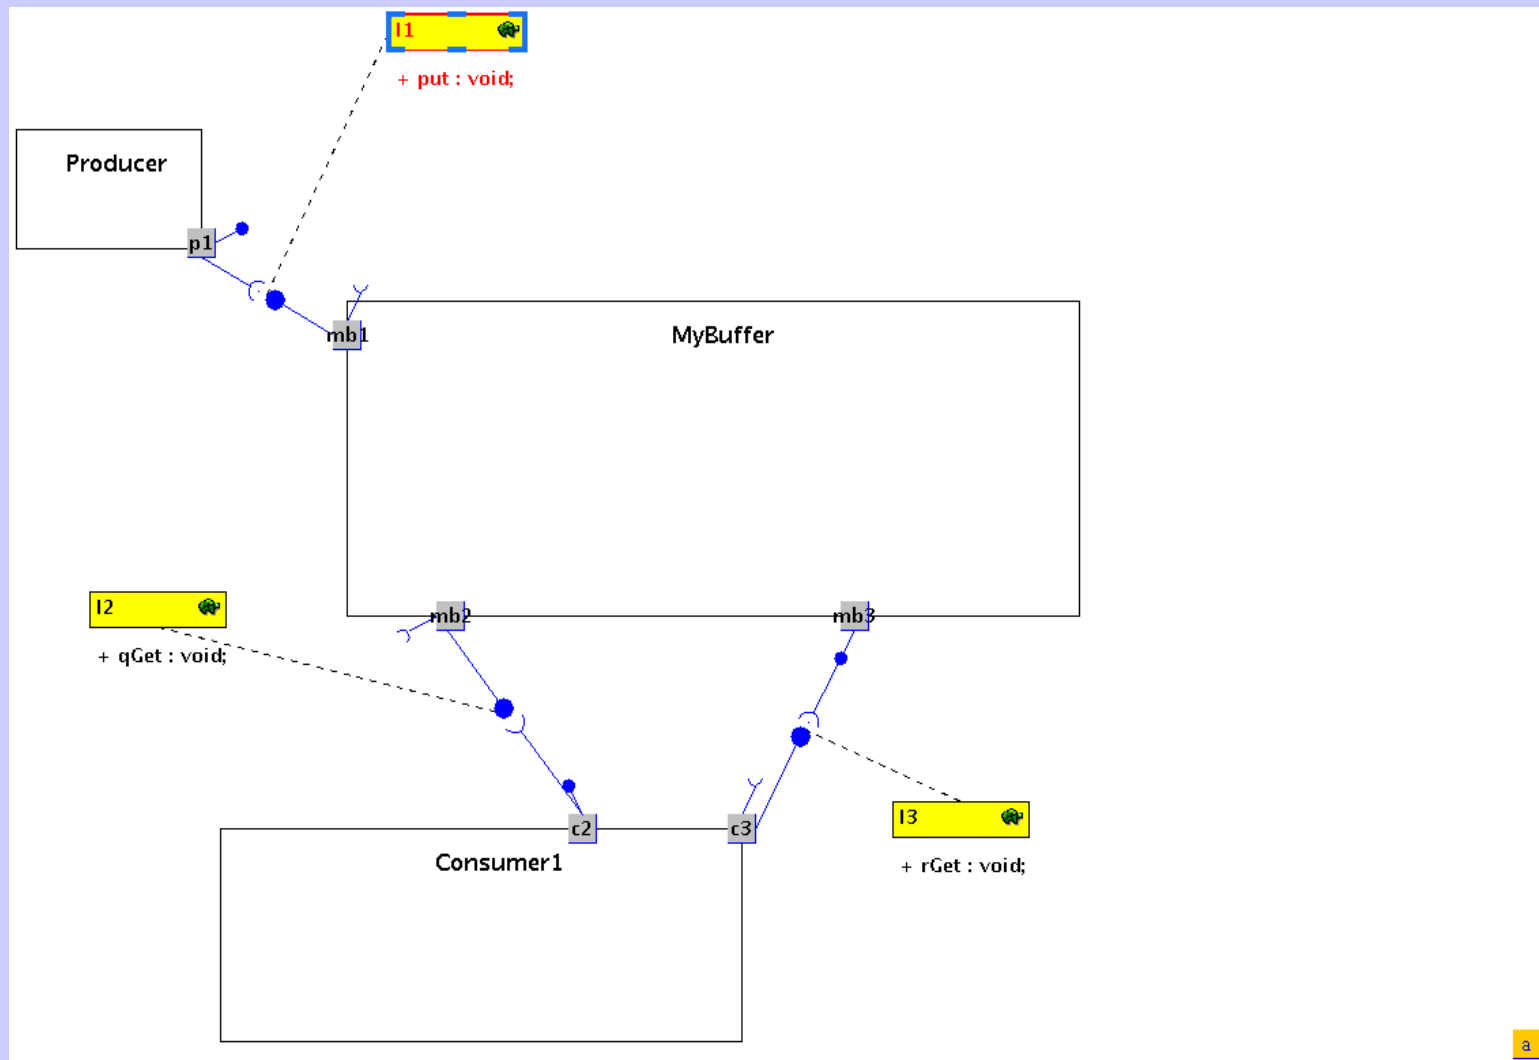 I1
+ put : void;
Producer
p1
mb1
MyBuffer
I2
+ qGet : void;
mb2
mb3
c2
c3
I3
+ rGet : void;
Consumer1
a